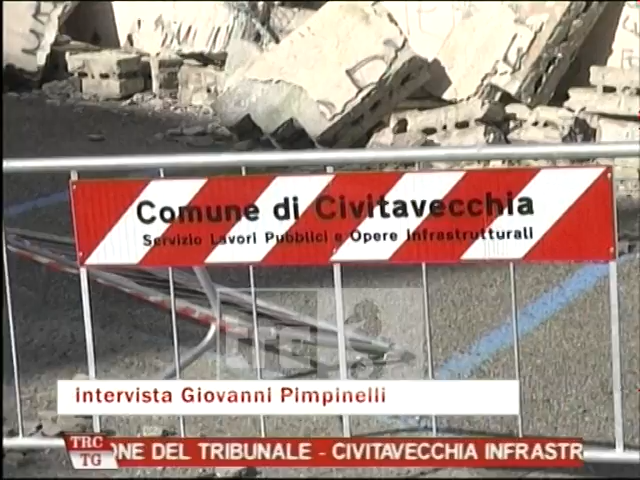 Comune di Civitavecchia
Servizio Lavori Pubblici e Opere Infrastrutturali
intervista Giovanni Pimpinelli
TRC
TG
ONE DEL TRIBUNALE - CIVITAVECCHIA INFRASTR